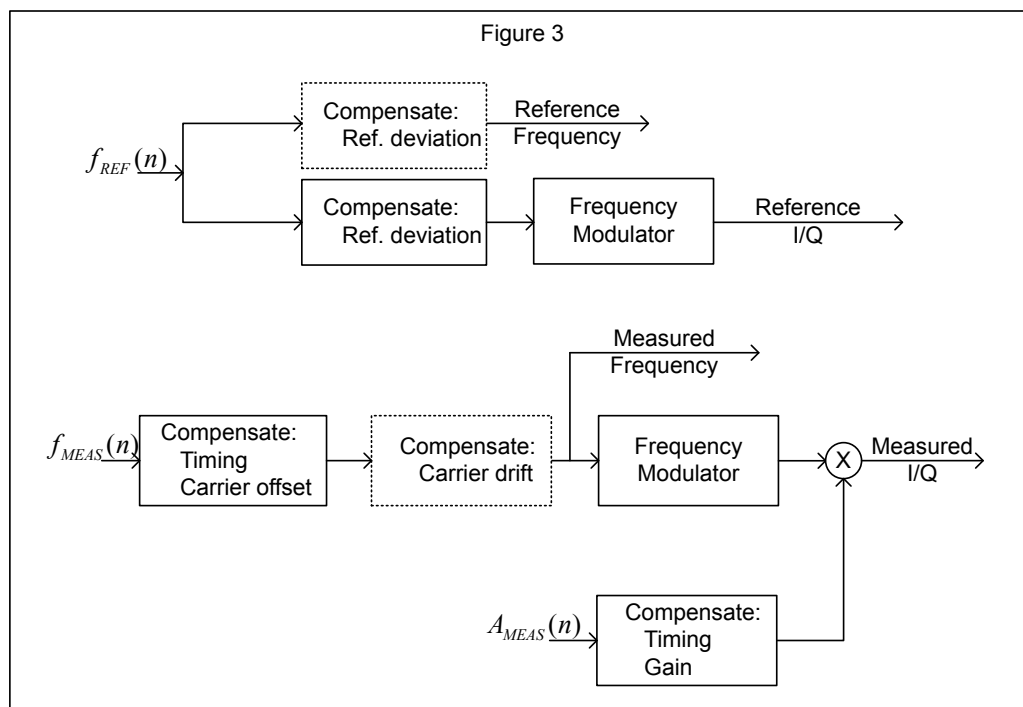 Figure 3
Compensate:
Ref. deviation
Reference
Frequency
f_REF(n)
Compensate:
Ref. deviation
Frequency
Modulator
Reference
I/Q
Measured
Frequency
f_MEAS(n)
Compensate:
Timing
Carrier offset
Compensate:
Carrier drift
Frequency
Modulator
X
Measured
I/Q
A_MEAS(n)
Compensate:
Timing
Gain